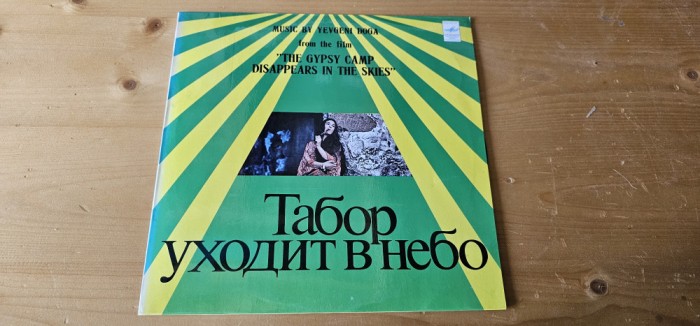 MUSIC BY YEVGENI DOGA
from the film
"THE GYPSY CAMP
DISAPPEARS IN THE SKIES"
Табор
уходит в небо